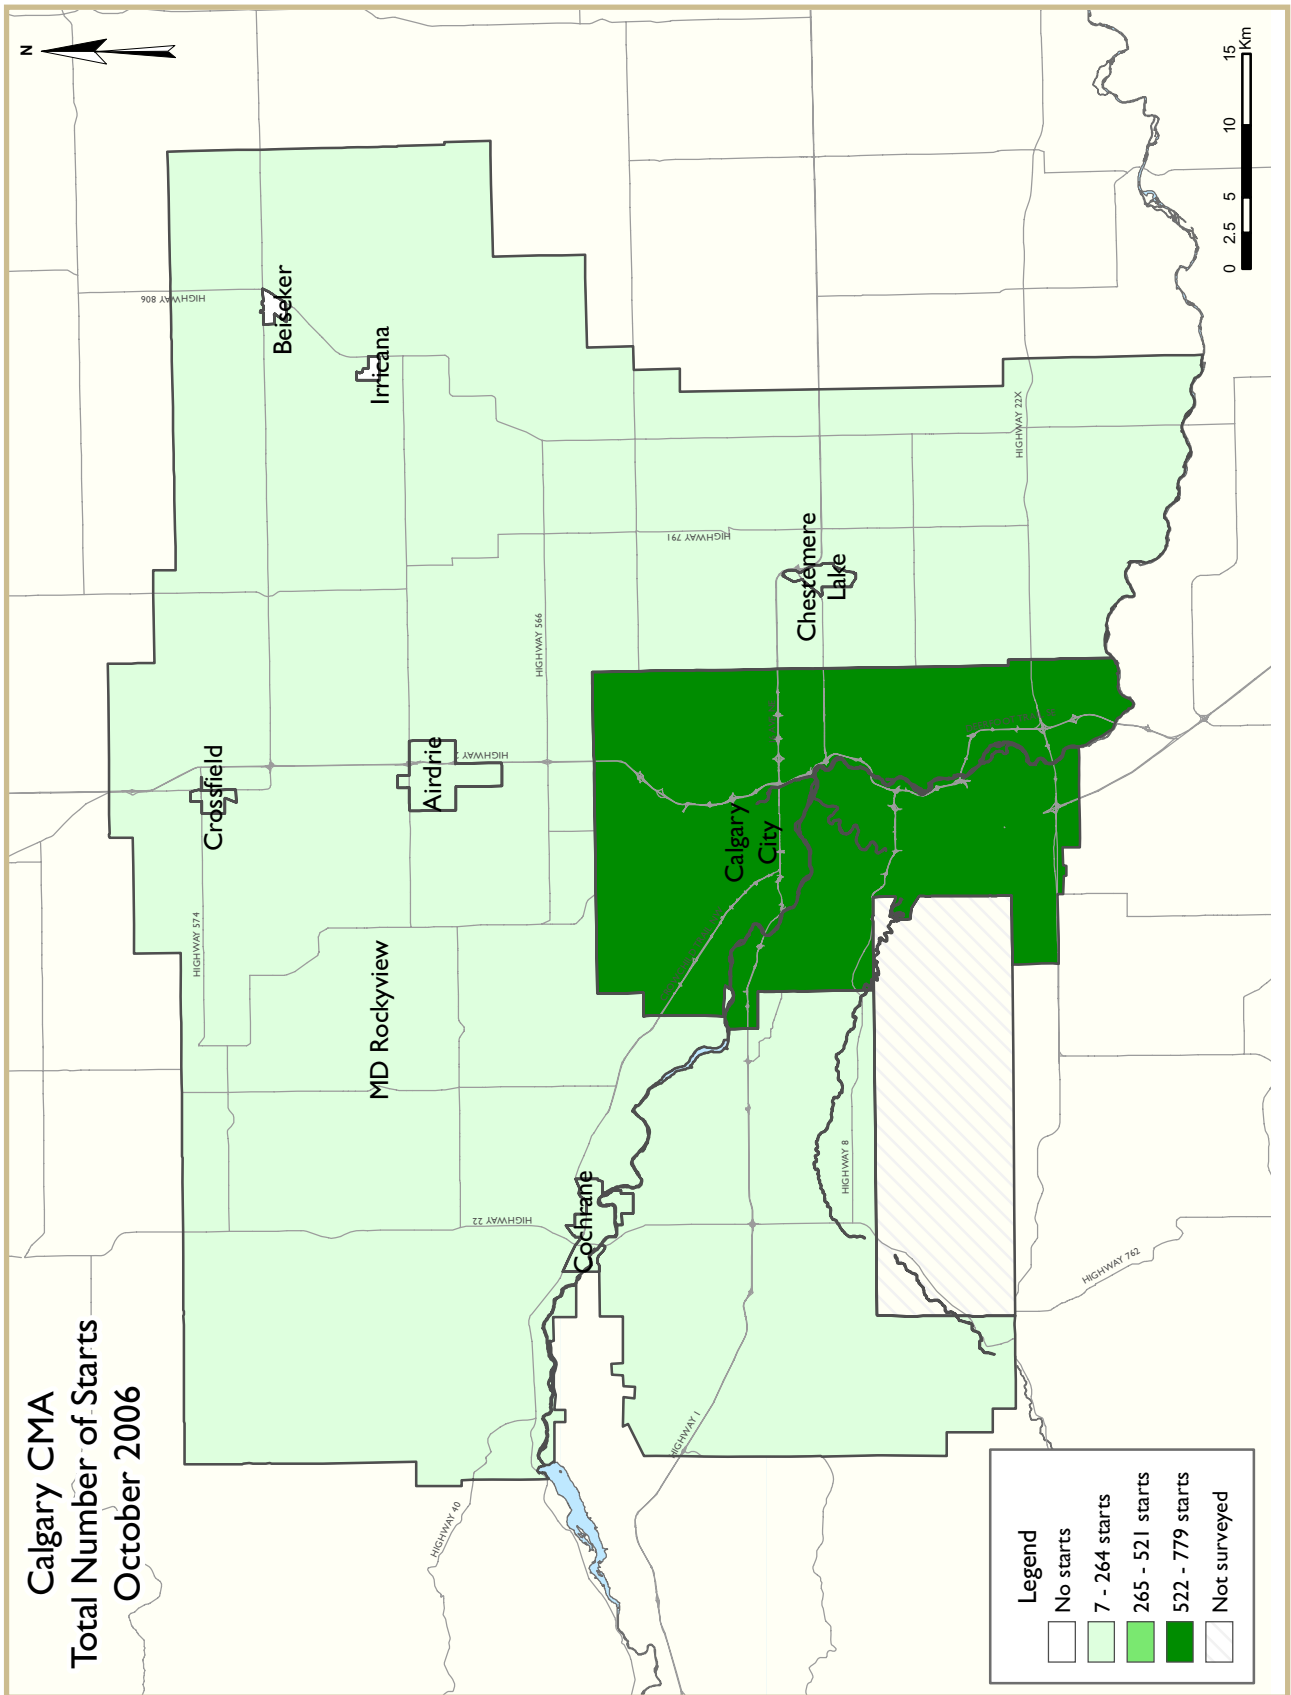 Calgary CMA
Total Number of Starts
October 2006
N
HIGHWAY 574
Crossfield
HIGHWAY 806
Beiseker
Irricana
MD Rockyview
Airdrie
HIGHWAY
HIGHWAY 566
HIGHWAY 40
HIGHWAY 22
Cochrane
HIGHWAY 791
Calgary
City
Chestemere
Lake
HIGHWAY 1
HIGHWAY 8
HIGHWAY 22X
HIGHWAY 762
Legend
No starts
7 - 264 starts
265 - 521 starts
522 - 779 starts
Not surveyed
0 2.5 5 10 15
Km